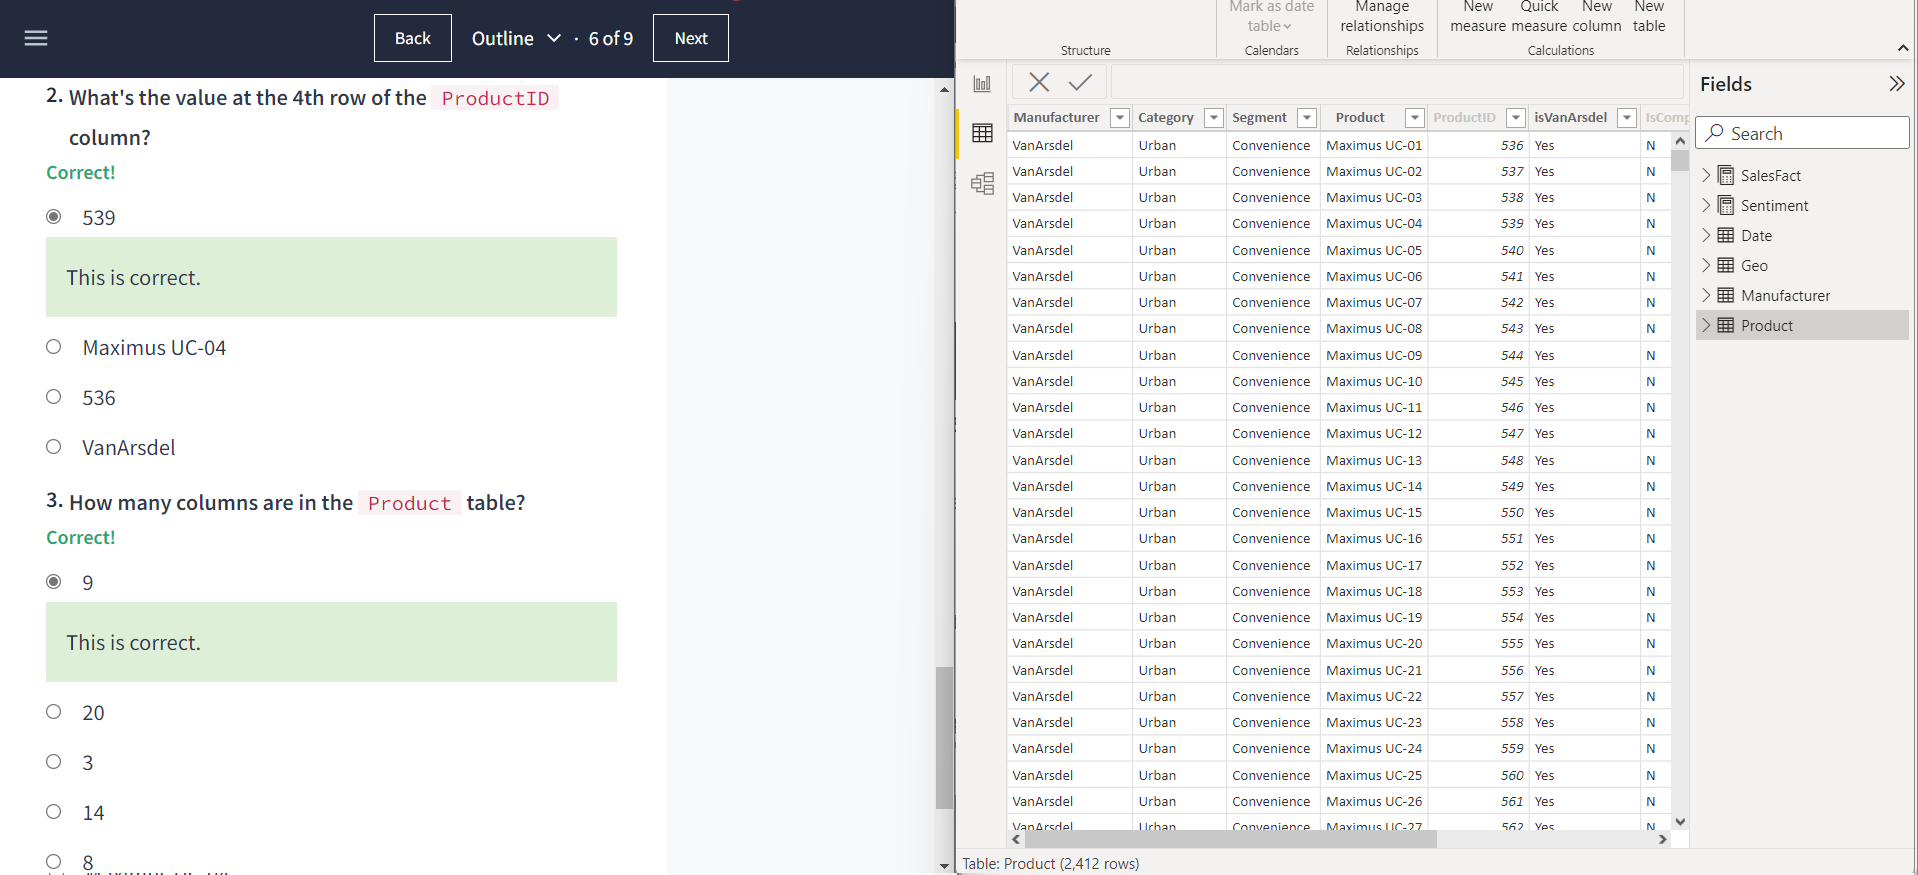 Back
Outline · 6 of 9
Next
2. What's the value at the 4th row of the ProductID
column?
Correct!
539
This is correct.
Maximus UC-04
536
VanArsdel
3. How many columns are in the Product table?
Correct!
9
This is correct.
20
3
14
8
Mark as date
table
Manage
relationships
New
measure
Quick
measure
New
column
New
table
Structure
Calendars
Relationships
Calculations
Manufacturer Category Segment Product ProductID isVanArsdel IsComp
VanArsdel Urban Convenience Maximus UC-01 536 Yes N
VanArsdel Urban Convenience Maximus UC-02 537 Yes N
VanArsdel Urban Convenience Maximus UC-03 538 Yes N
VanArsdel Urban Convenience Maximus UC-04 539 Yes N
VanArsdel Urban Convenience Maximus UC-05 540 Yes N
VanArsdel Urban Convenience Maximus UC-06 541 Yes N
VanArsdel Urban Convenience Maximus UC-07 542 Yes N
VanArsdel Urban Convenience Maximus UC-08 543 Yes N
VanArsdel Urban Convenience Maximus UC-09 544 Yes N
VanArsdel Urban Convenience Maximus UC-10 545 Yes N
VanArsdel Urban Convenience Maximus UC-11 546 Yes N
VanArsdel Urban Convenience Maximus UC-12 547 Yes N
VanArsdel Urban Convenience Maximus UC-13 548 Yes N
VanArsdel Urban Convenience Maximus UC-14 549 Yes N
VanArsdel Urban Convenience Maximus UC-15 550 Yes N
VanArsdel Urban Convenience Maximus UC-16 551 Yes N
VanArsdel Urban Convenience Maximus UC-17 552 Yes N
VanArsdel Urban Convenience Maximus UC-18 553 Yes N
VanArsdel Urban Convenience Maximus UC-19 554 Yes N
VanArsdel Urban Convenience Maximus UC-20 555 Yes N
VanArsdel Urban Convenience Maximus UC-21 556 Yes N
VanArsdel Urban Convenience Maximus UC-22 557 Yes N
VanArsdel Urban Convenience Maximus UC-23 558 Yes N
VanArsdel Urban Convenience Maximus UC-24 559 Yes N
VanArsdel Urban Convenience Maximus UC-25 560 Yes N
VanArsdel Urban Convenience Maximus UC-26 561 Yes N
VanArsdel Urban Convenience Maximus UC-27 562 Yes N
Table: Product (2,412 rows)
Fields
Search
SalesFact
Sentiment
Date
Geo
Manufacturer
Product